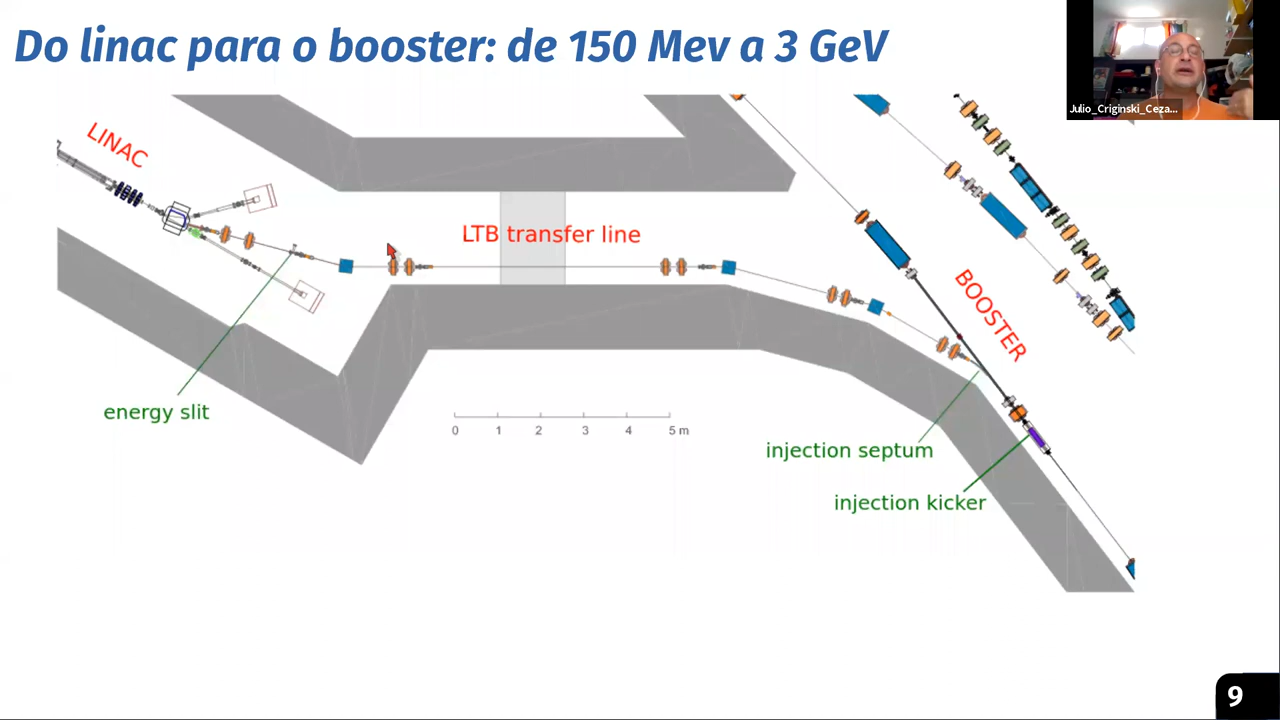 Do linac para o booster: de 150 Mev a 3 GeV
Julio_Criginski_Ceza...
LINAC
LTB transfer line
BOOSTER
energy slit
0 1 2 3 4 5 m
injection septum
injection kicker
9